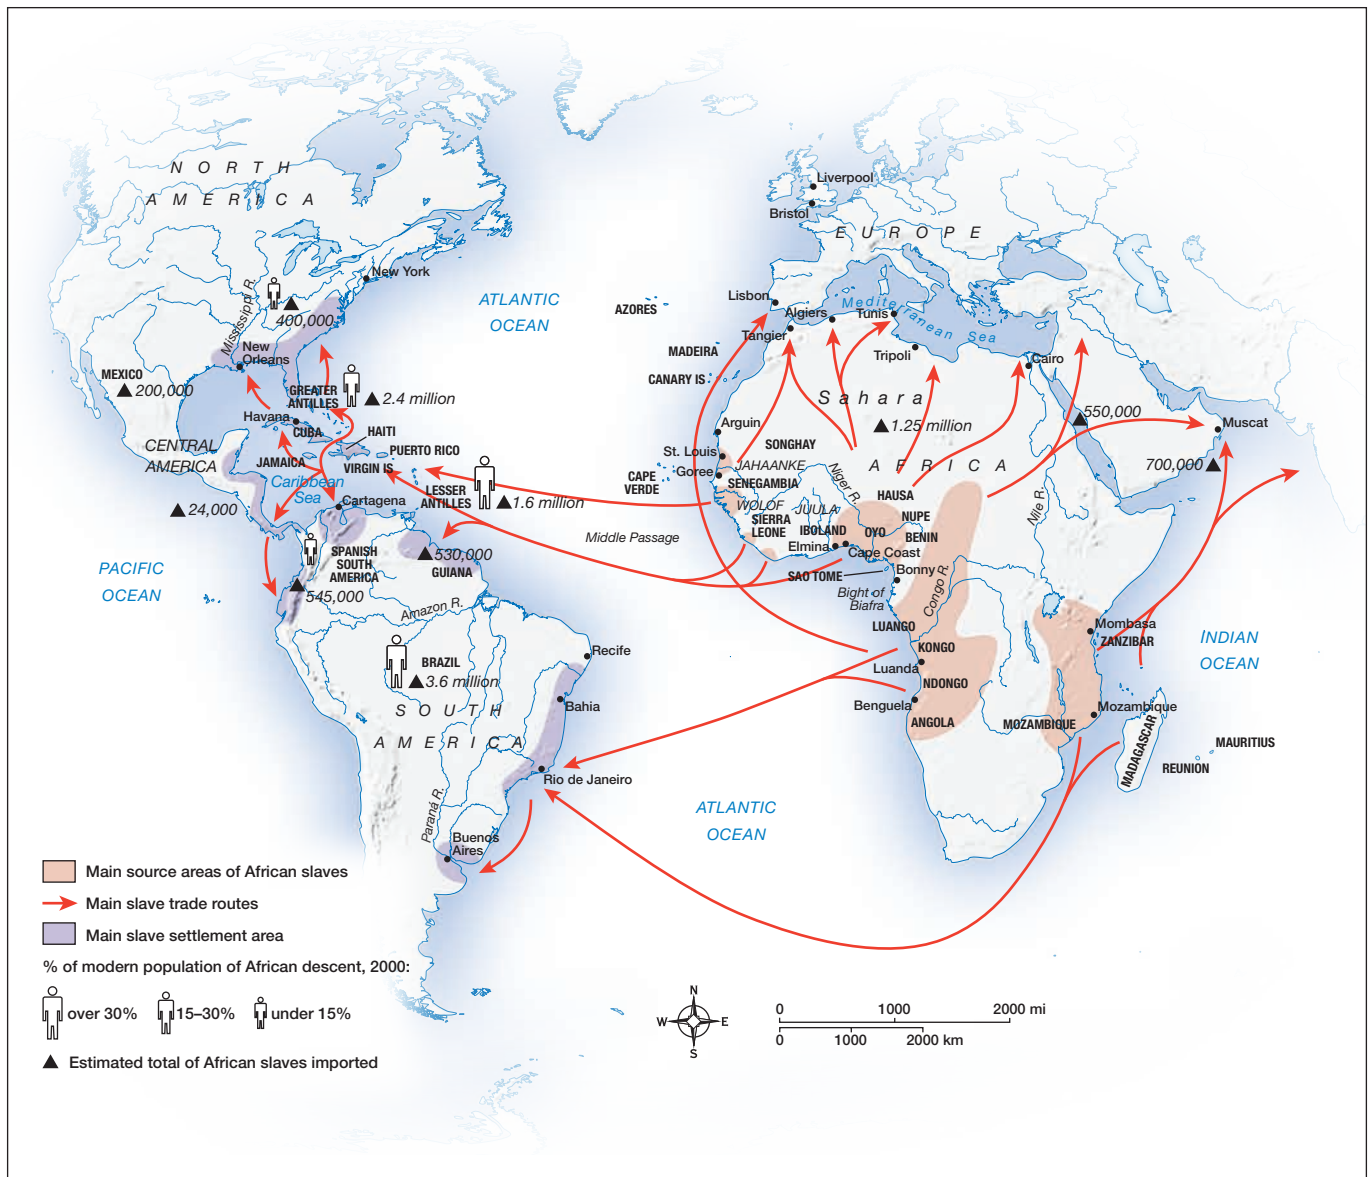 NORTH
AMERICA
Liverpool
Bristol
EUROPE
New York
ATLANTIC
OCEAN
Mississippi R.
400,000
New
Orleans
MEXICO
200,000
GREATER
ANTILLES
2.4 million
Havana
CUBA
HAITI
PUERTO RICO
JAMAICA
VIRGIN IS
CENTRAL
AMERICA
Caribbean
Sea
LESSER
ANTILLES
1.6 million
Cartagena
24,000
SPANISH
SOUTH
AMERICA
530,000
GUIANA
545,000
PACIFIC
OCEAN
Amazon R.
Middle Passage
BRAZIL
3.6 million
Recife
Bahia
SOUTH
AMERICA
Rio de Janeiro
Paraná R.
Buenos
Aires
AZORES
MADEIRA
CANARY IS
CAPE
VERDE
Lisbon
Algiers
Tangier
Tunis
Mediterranean Sea
Tripoli
Cairo
Sahara
1.25 million
550,000
Muscat
700,000
Arguin
St. Louis
Goree
SONGHAY
JAHAANKE
SENEGAMBIA
AFRICA
Niger R.
HAUSA
Nile R.
WOLOF
JUULA
SIERRA
LEONE
IBOLAND
OYO
NUPE
BENIN
Elmina
Cape Coast
SAO TOME
Bonny
Bight of
Biafra
Congo R.
LUANGO
KONGO
Luanda
NDONGO
Benguela
ANGOLA
Mombasa
ZANZIBAR
INDIAN
OCEAN
MOZAMBIQUE
Mozambique
MADAGASCAR
MAURITIUS
REUNION
ATLANTIC
OCEAN
Main source areas of African slaves
Main slave trade routes
Main slave settlement area
% of modern population of African descent, 2000:
over 30%
15–30%
under 15%
Estimated total of African slaves imported
N
W
E
S
0
1000
2000 mi
0
1000
2000 km